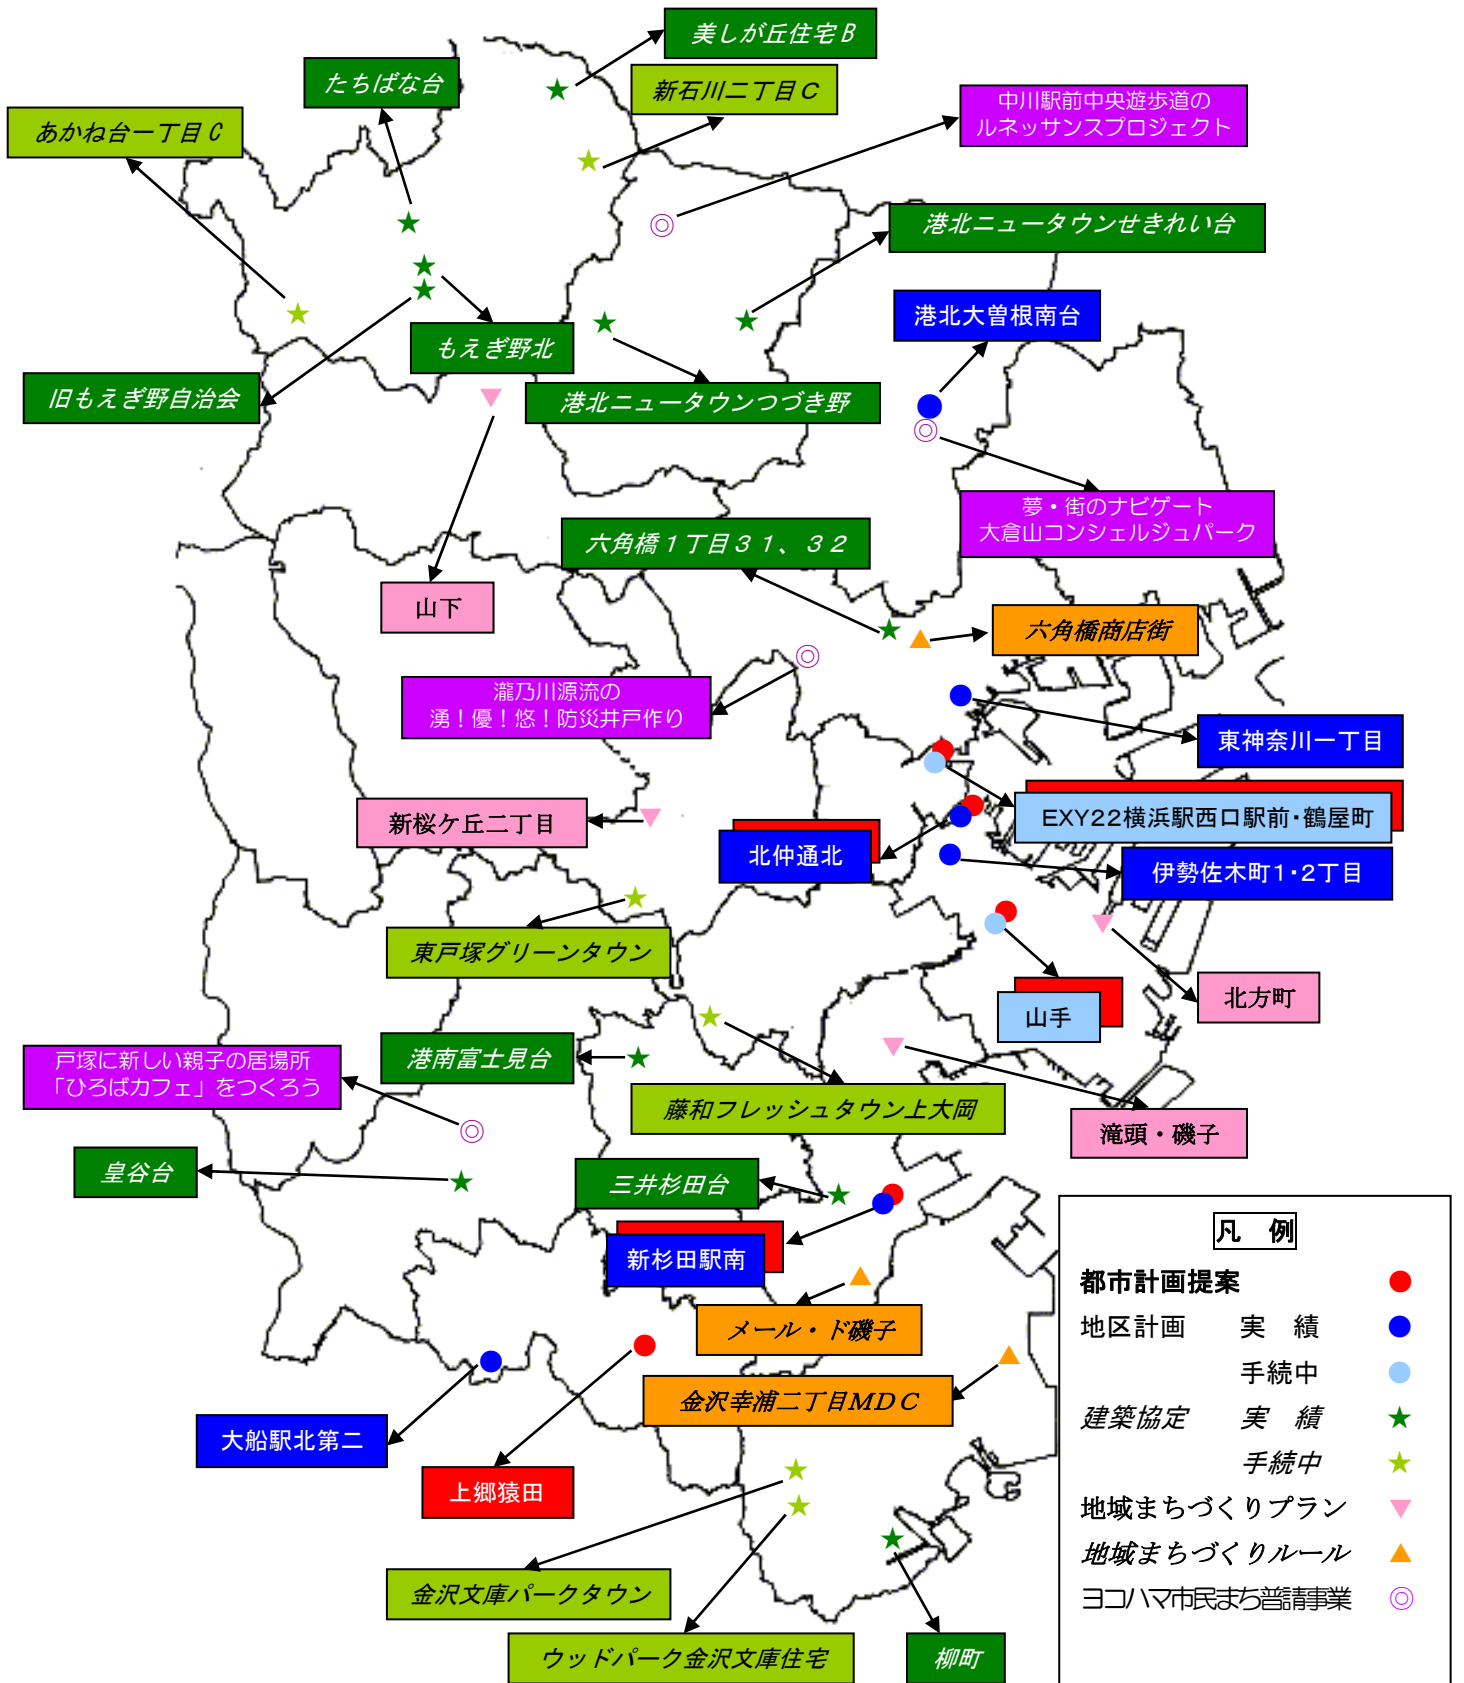 美しが丘住宅B
たちばな台
新石川二丁目C
中川駅前中央遊歩道の
ルネッサンスプロジェクト
あかね台一丁目C
港北ニュータウンせきれい台
港北大曽根南台
もえぎ野北
旧もえぎ野自治会
港北ニュータウンつづき野
夢・街のナビゲート
大倉山コンシェルジュパーク
六角橋1丁目31、32
山下
六角橋商店街
瀧乃川源流の
湧!優!悠!防災井戸作り
東神奈川一丁目
新桜ケ丘二丁目
EXY22横浜駅西口駅前・鶴屋町
北仲通北
伊勢佐木町1・2丁目
東戸塚グリーンタウン
北方町
山手
港南富士見台
戸塚に新しい親子の居場所
「ひろばカフェ」をつくろう
藤和フレッシュタウン上大岡
滝頭・磯子
皇谷台
三井杉田台
新杉田駅南
メール・ド磯子
金沢幸浦二丁目MDC
大船駅北第二
上郷猿田
金沢文庫パークタウン
ウッドパーク金沢文庫住宅
柳町
凡 例
都市計画提案
地区計画 実 績
手続中
建築協定 実 績
手続中
地域まちづくりプラン
地域まちづくりルール
ヨコハマ市民まち普請事業